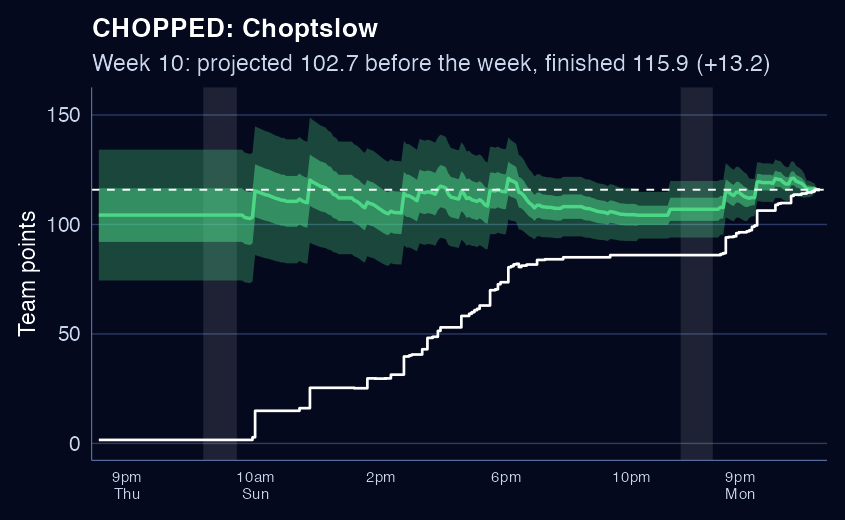 CHOPPED: Choptslow
Week 10: projected 102.7 before the week, finished 115.9 (+13.2)
Team points
150
100
50
0
9pm
Thu
10am
Sun
2pm
6pm
10pm
9pm
Mon